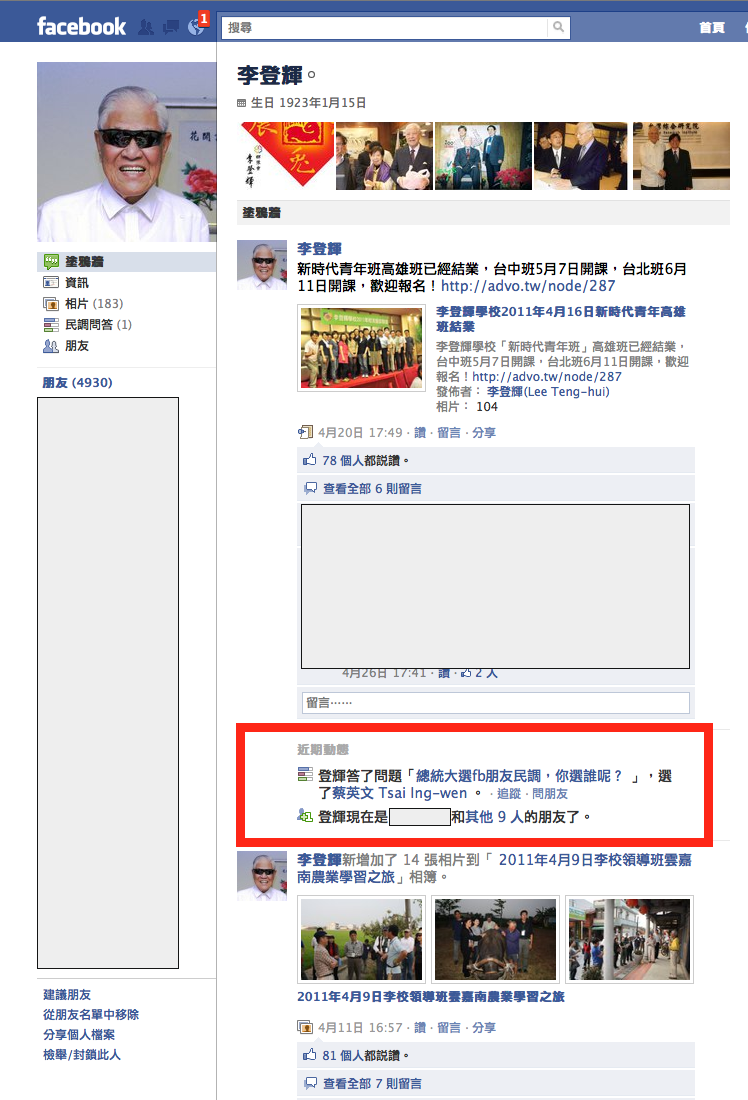 facebook
1
搜尋
首頁
李登輝。
生日 1923年1月15日
李登輝
塗鴉牆
塗鴉牆
資訊
相片 (183)
民調問答 (1)
朋友
朋友 (4930)
李登輝
新時代青年班高雄班已經結業，台中班5月7日開課，台北班6月
11日開課，歡迎報名！http://advo.tw/node/287
李登輝學校2011年4月16日新時代青年高雄
班結業
李登輝學校「新時代青年班」高雄班已經結業，
台中班5月7日開課，台北班6月11日開課，歡迎
報名！http://advo.tw/node/287
發佈者： 李登輝(Lee Teng-hui)
相片： 104
4月20日 17:49 · 讚 · 留言 · 分享
78 個人都說讚。
查看全部 6 則留言
4月26日 17:41 · 讚 · 2 人
留言……
近期動態
登輝答了問題「總統大選fb朋友民調，你選誰呢？ 」，選
了蔡英文 Tsai Ing-wen 。 · 追蹤 · 問朋友
登輝現在是 和其他 9 人的朋友了。
李登輝新增加了 14 張相片到「 2011年4月9日李校領導班雲嘉
南農業學習之旅」相簿。
2011年4月9日李校領導班雲嘉南農業學習之旅
4月11日 16:57 · 讚 · 留言 · 分享
81 個人都說讚。
查看全部 7 則留言
建議朋友
從朋友名單中移除
分享個人檔案
檢舉/封鎖此人